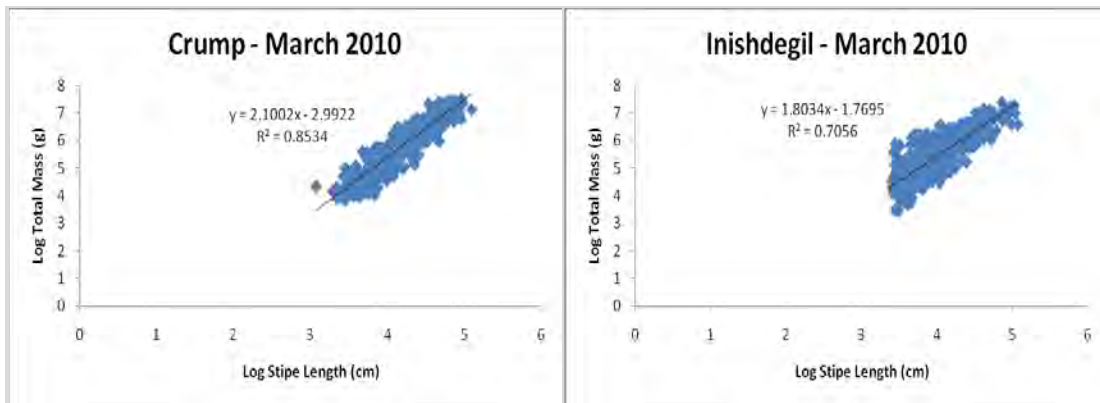 Crump - March 2010
y = 2.1002x - 2.9922
R² = 0.8534
Log Total Mass (g)
8
7
6
5
4
3
2
1
0
0 1 2 3 4 5 6
Log Stipe Length (cm)
Inishdegil - March 2010
y = 1.8034x - 1.7695
R² = 0.7056
Log Total Mass (g)
8
7
6
5
4
3
2
1
0
0 1 2 3 4 5 6
Log Stipe Length (cm)